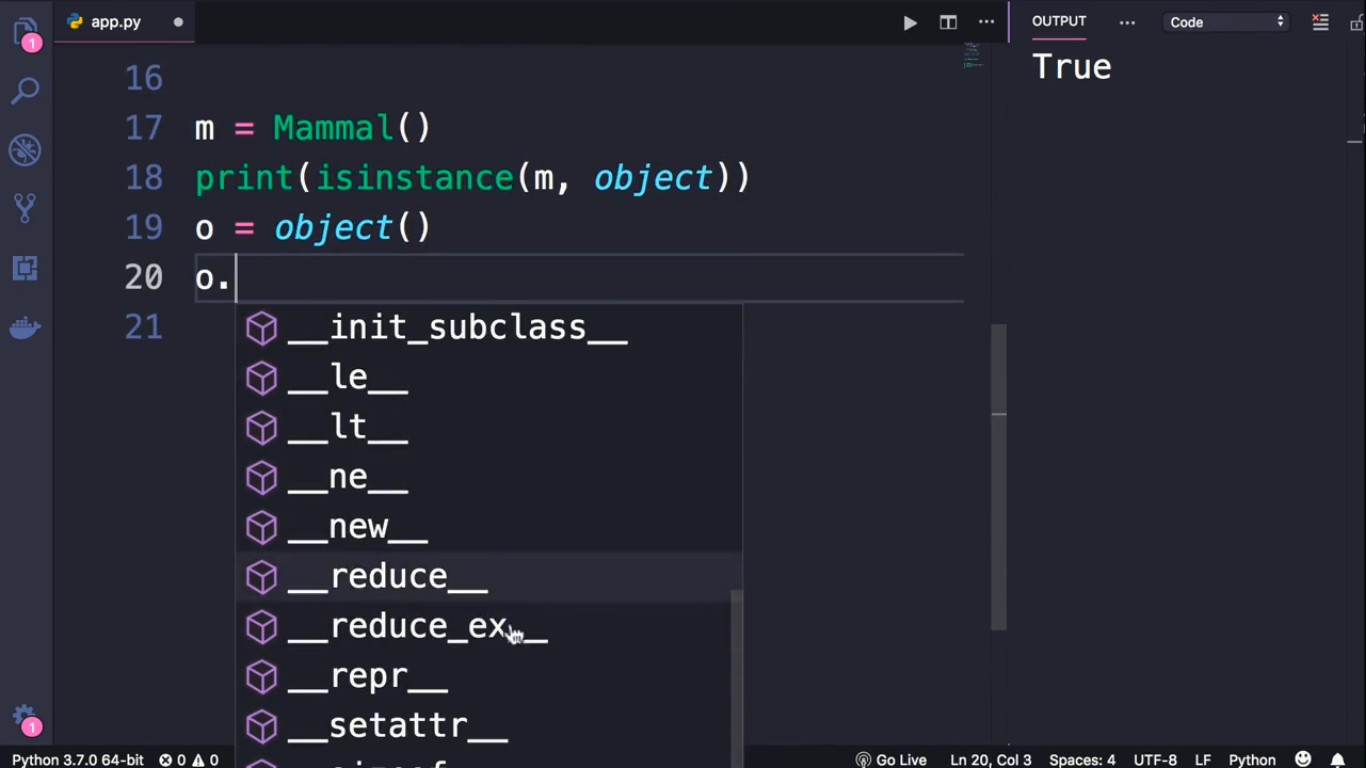 app.py
OUTPUT
Code
1
True
16
17 m = Mammal()
18 print(isinstance(m, object))
19 o = object()
20 o.
21
__init_subclass__
__le__
__lt__
__ne__
__new__
__reduce__
__reduce_ex__
__repr__
__setattr__
1
Python 3.7.0 64-bit 0 0 Go Live Ln 20, Col 3 Spaces: 4 UTF-8 LF Python